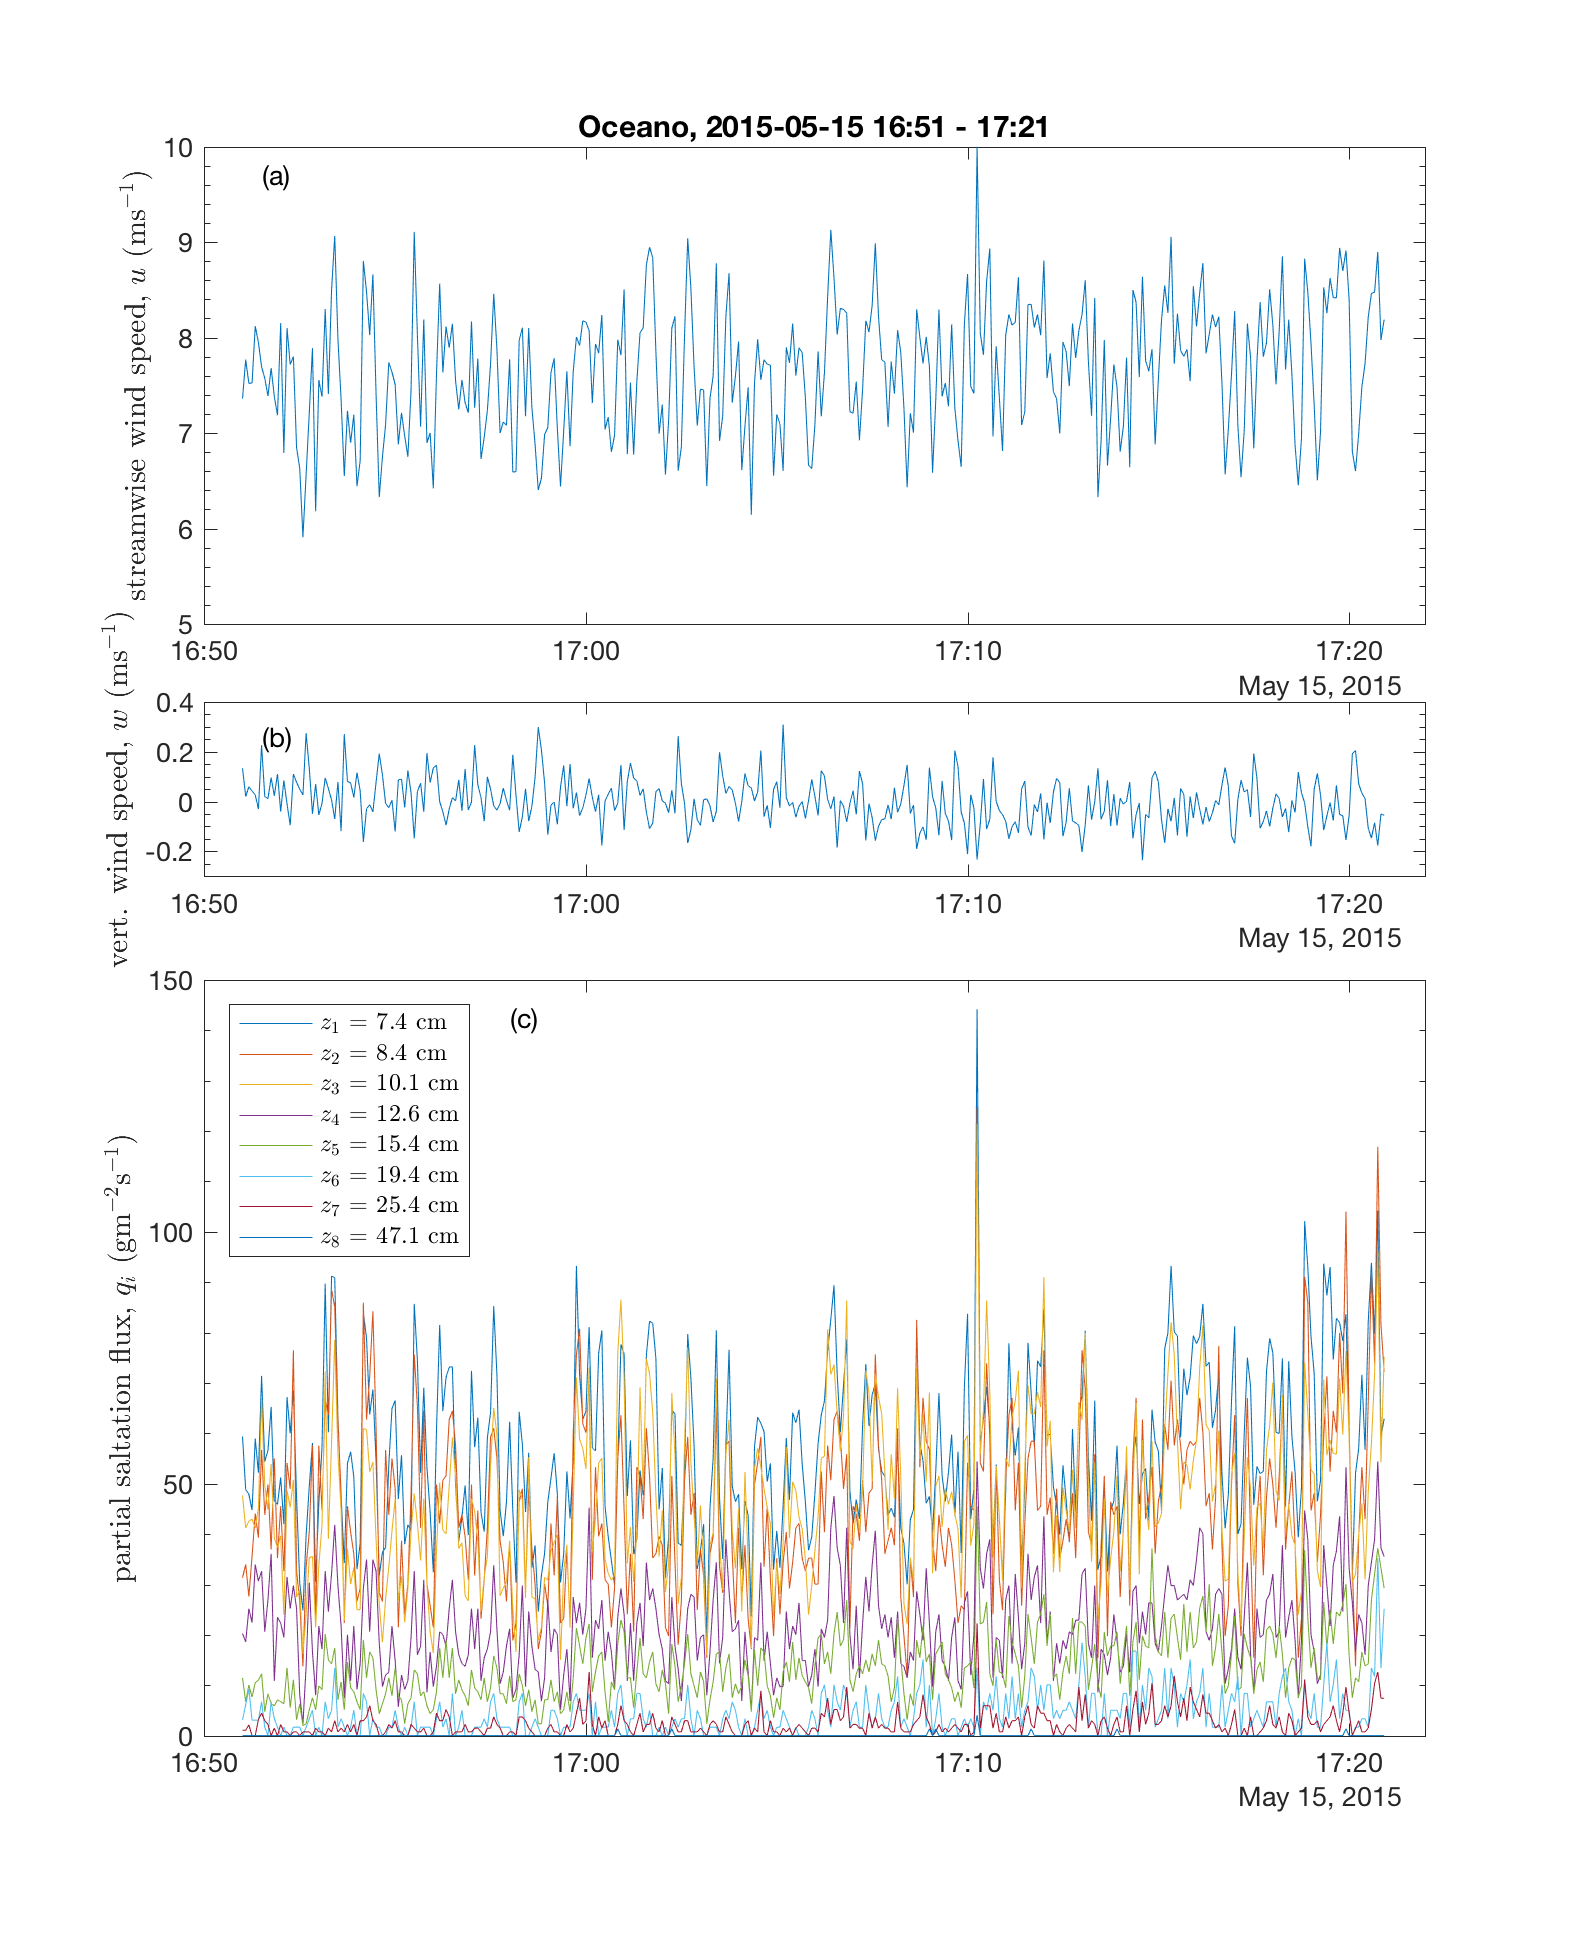 Oceano, 2015-05-15 16:51 - 17:21
(a)
streamwise wind speed, u (ms⁻¹)
10
9
8
7
6
5
16:50 17:00 17:10 17:20
May 15, 2015
(b)
vert. wind speed, w (ms⁻¹)
0.4
0.2
0
-0.2
16:50 17:00 17:10 17:20
May 15, 2015
(c)
partial saltation flux, qᵢ (gm⁻²s⁻¹)
150
100
50
0
z₁ = 7.4 cm
z₂ = 8.4 cm
z₃ = 10.1 cm
z₄ = 12.6 cm
z₅ = 15.4 cm
z₆ = 19.4 cm
z₇ = 25.4 cm
z₈ = 47.1 cm
16:50 17:00 17:10 17:20
May 15, 2015